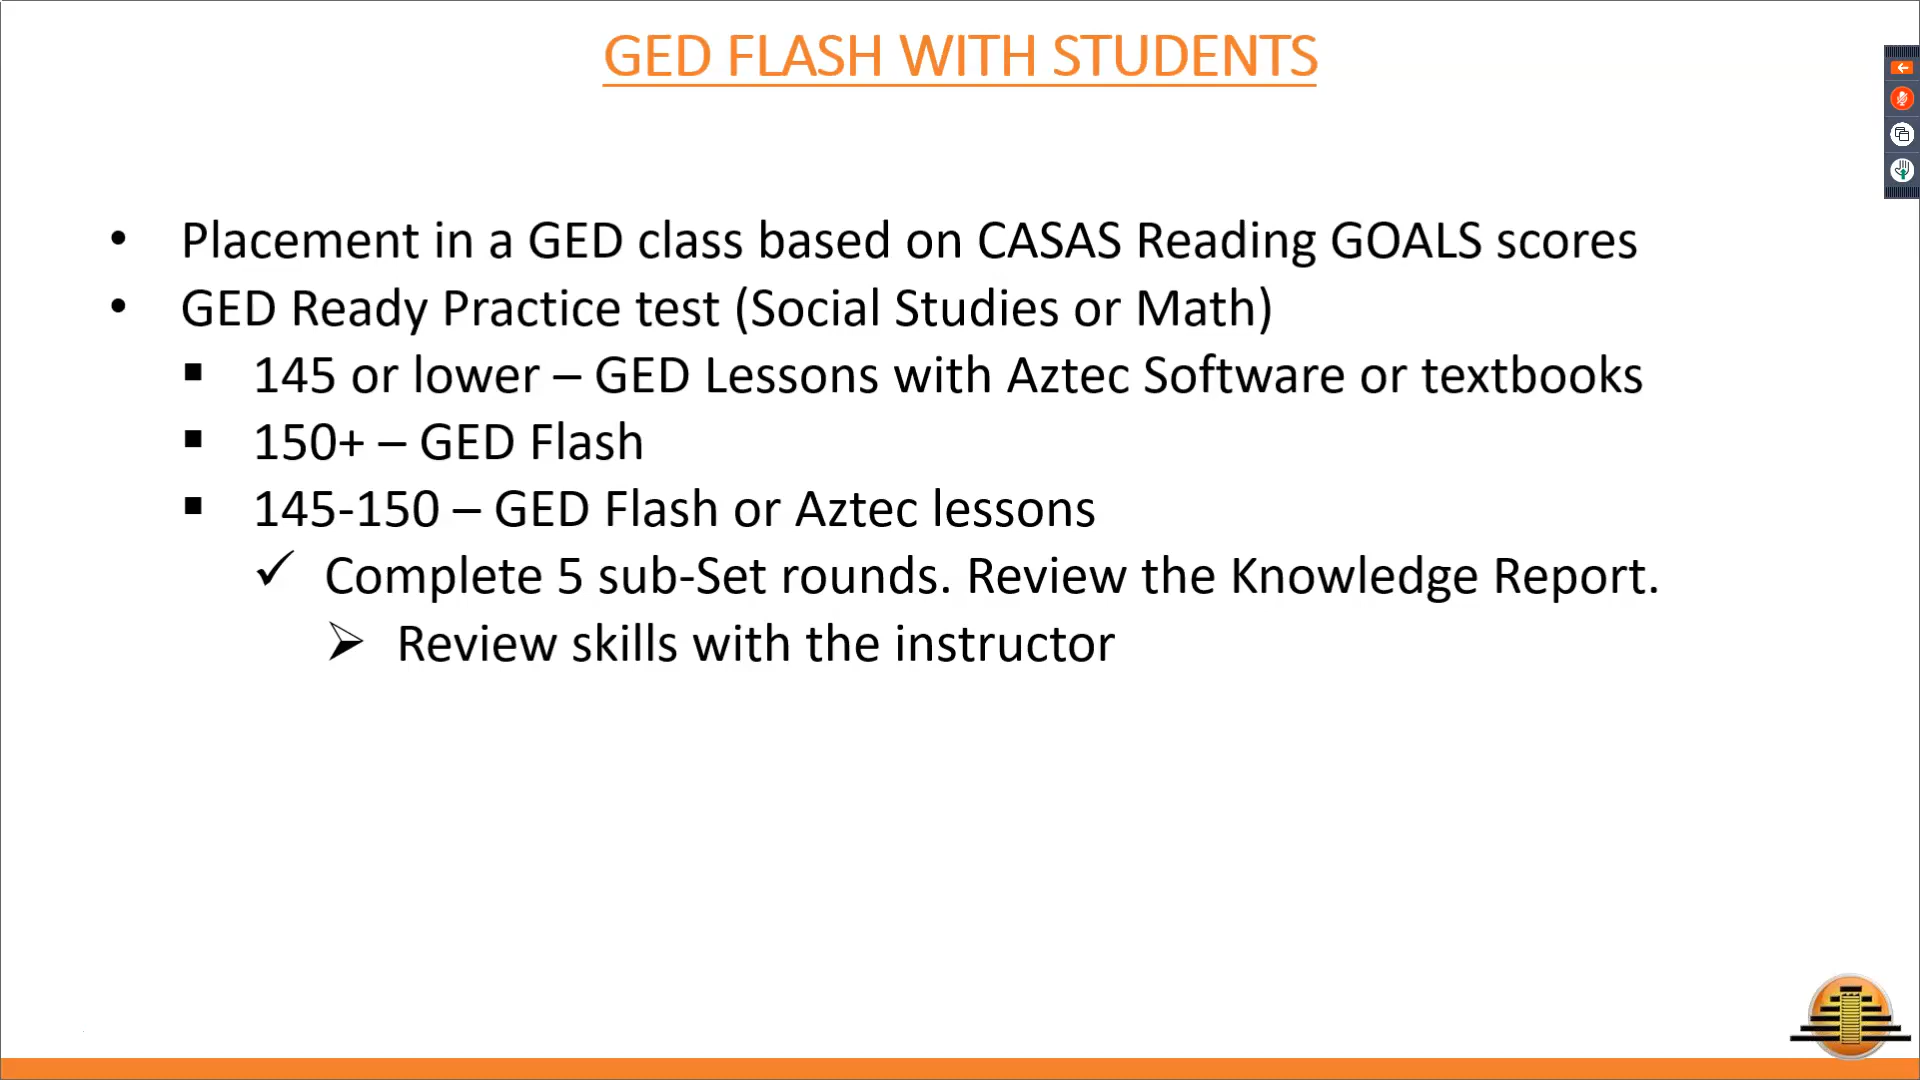 GED FLASH WITH STUDENTS
• Placement in a GED class based on CASAS Reading GOALS scores
• GED Ready Practice test (Social Studies or Math)
▪ 145 or lower – GED Lessons with Aztec Software or textbooks
▪ 150+ – GED Flash
▪ 145-150 – GED Flash or Aztec lessons
✓ Complete 5 sub-Set rounds. Review the Knowledge Report.
➢ Review skills with the instructor